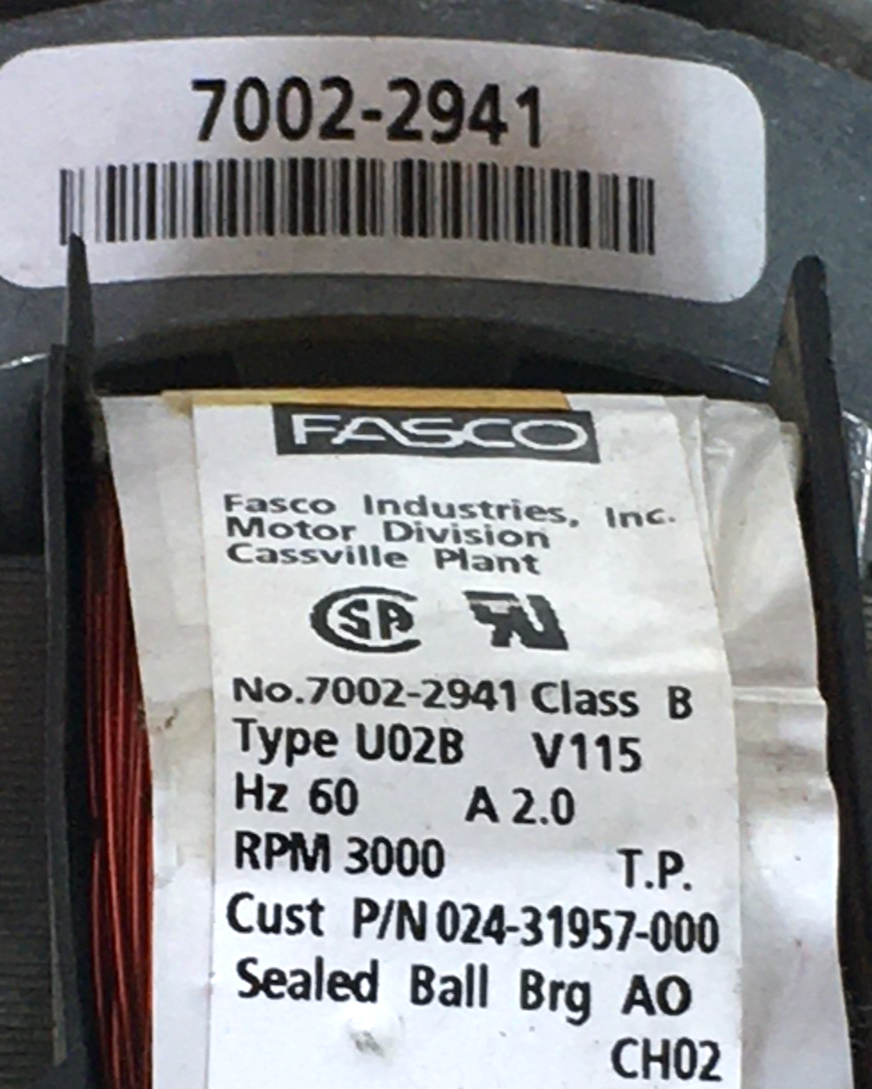 7002-2941
FASCO
Fasco Industries, Inc.
Motor Division
Cassville Plant
SA
No.7002-2941 Class B
Type U02B V115
Hz 60 A 2.0
RPM 3000 T.P.
Cust P/N 024-31957-000
Sealed Ball Brg AO
CH02